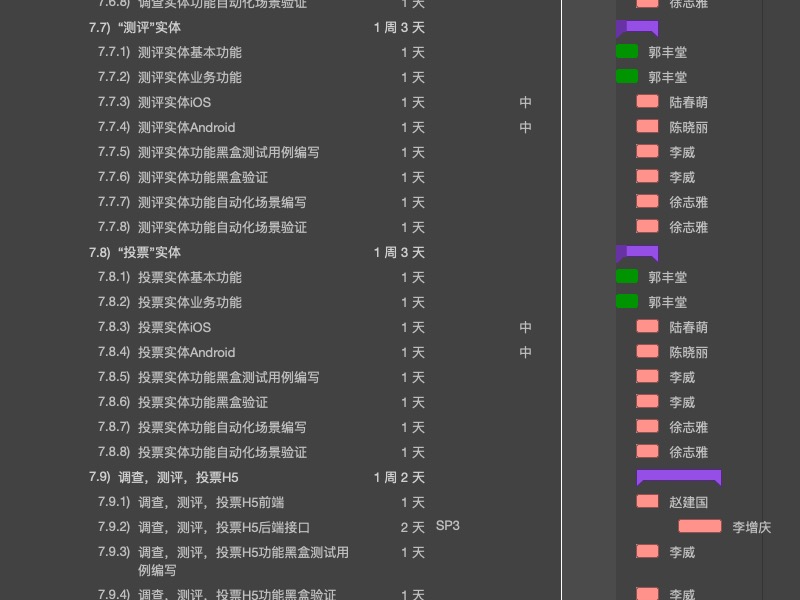 7.6.8) 调查实体功能自动化场景验证 1 天 徐志雅
7.7) “测评”实体 1 周 3 天
7.7.1) 测评实体基本功能 1 天 郭丰堂
7.7.2) 测评实体业务功能 1 天 郭丰堂
7.7.3) 测评实体iOS 1 天 中 陆春萌
7.7.4) 测评实体Android 1 天 中 陈晓丽
7.7.5) 测评实体功能黑盒测试用例编写 1 天 李威
7.7.6) 测评实体功能黑盒验证 1 天 李威
7.7.7) 测评实体功能自动化场景编写 1 天 徐志雅
7.7.8) 测评实体功能自动化场景验证 1 天 徐志雅
7.8) “投票”实体 1 周 3 天
7.8.1) 投票实体基本功能 1 天 郭丰堂
7.8.2) 投票实体业务功能 1 天 郭丰堂
7.8.3) 投票实体iOS 1 天 中 陆春萌
7.8.4) 投票实体Android 1 天 中 陈晓丽
7.8.5) 投票实体功能黑盒测试用例编写 1 天 李威
7.8.6) 投票实体功能黑盒验证 1 天 李威
7.8.7) 投票实体功能自动化场景编写 1 天 徐志雅
7.8.8) 投票实体功能自动化场景验证 1 天 徐志雅
7.9) 调查，测评，投票H5 1 周 2 天
7.9.1) 调查，测评，投票H5前端 1 天 赵建国
7.9.2) 调查，测评，投票H5后端接口 2 天 SP3 李增庆
7.9.3) 调查，测评，投票H5功能黑盒测试用 1 天 李威
例编写
7.9.4) 调查，测评，投票H5功能黑盒验证 1 天 李威